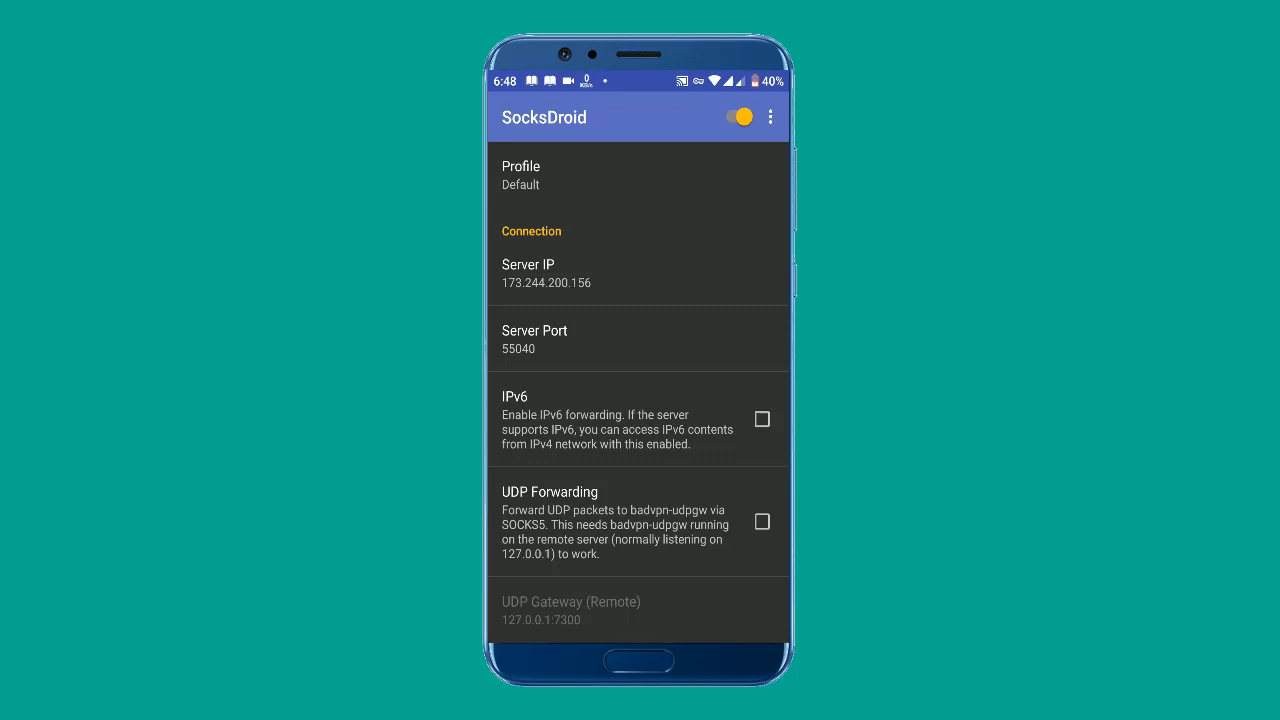 6:48
0
KB/s
40%
SocksDroid
Profile
Default
Connection
Server IP
173.244.200.156
Server Port
55040
IPv6
Enable IPv6 forwarding. If the server
supports IPv6, you can access IPv6 contents
from IPv4 network with this enabled.
UDP Forwarding
Forward UDP packets to badvpn-udpgw via
SOCKS5. This needs badvpn-udpgw running
on the remote server (normally listening on
127.0.0.1) to work.
UDP Gateway (Remote)
127.0.0.1:7300